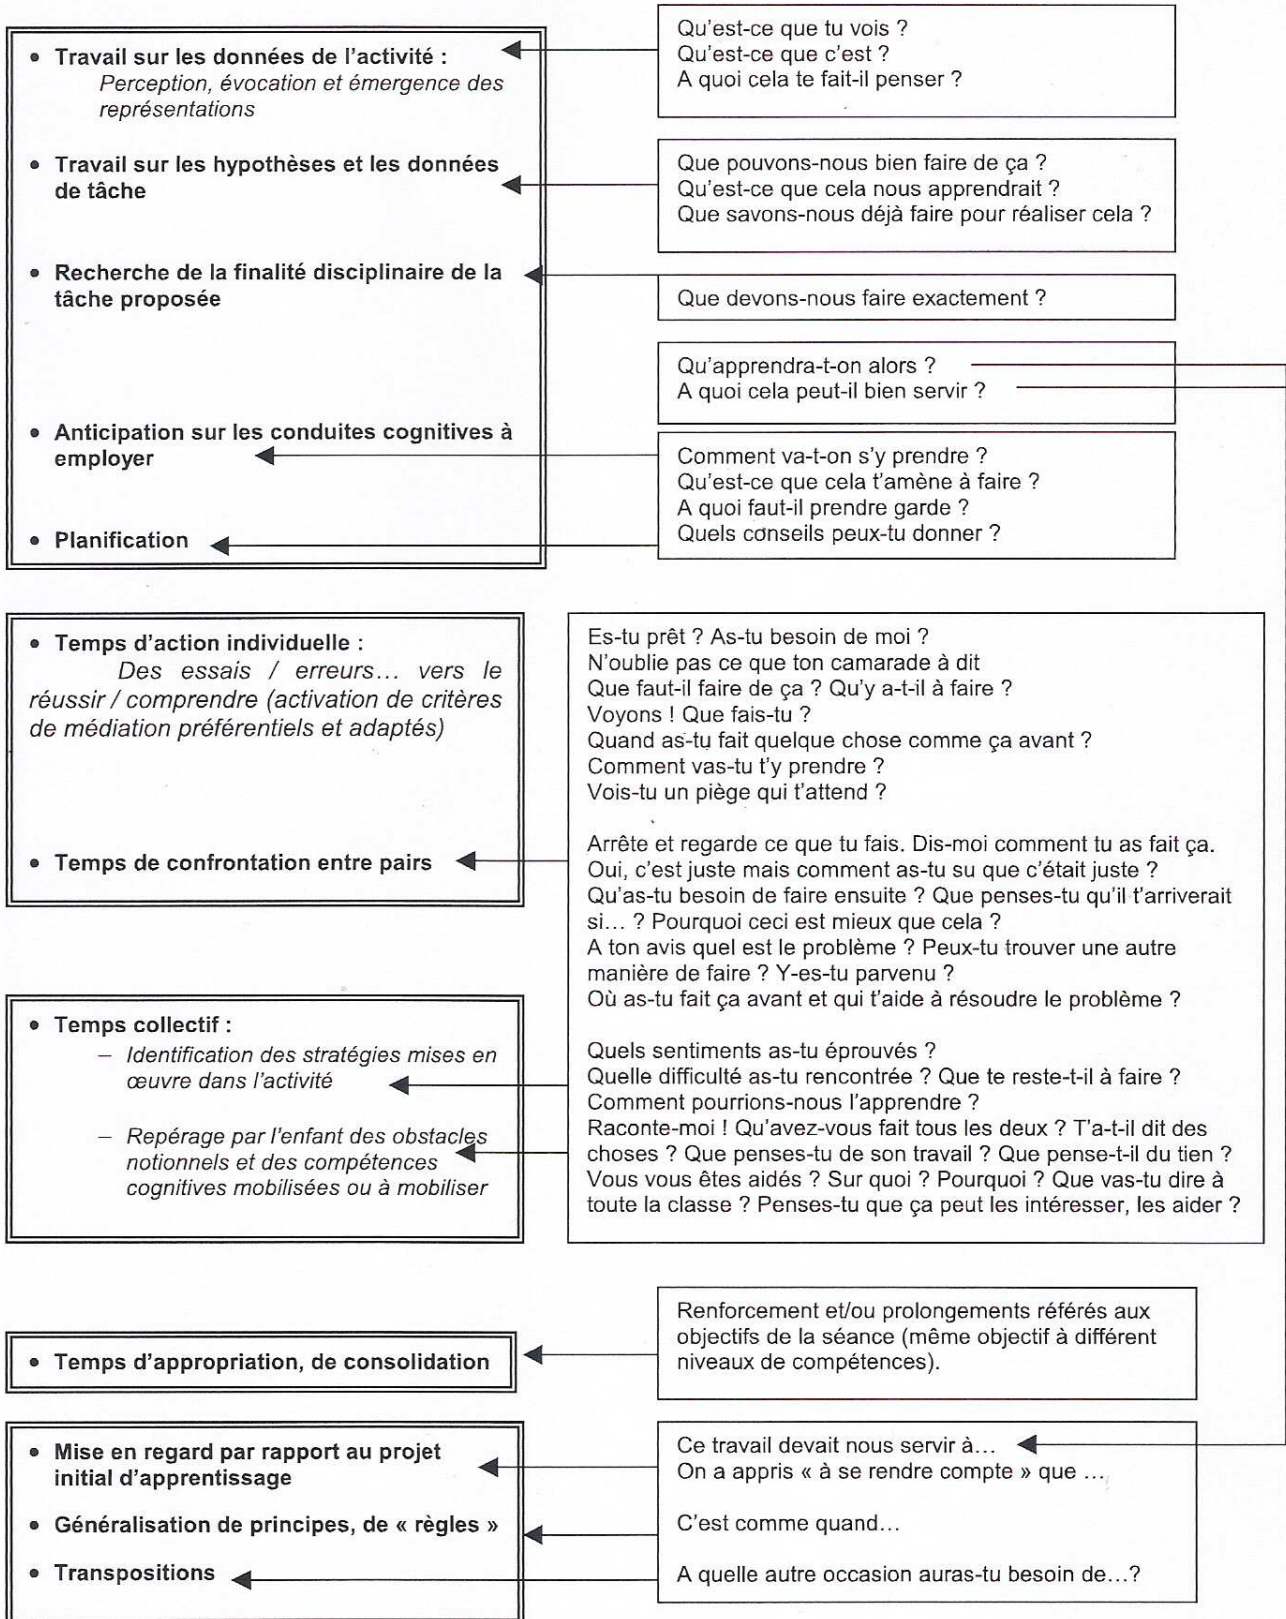 • Travail sur les données de l'activité :
Perception, évocation et émergence des
représentations
Qu'est-ce que tu vois ?
Qu'est-ce que c'est ?
A quoi cela te fait-il penser ?
• Travail sur les hypothèses et les données
de tâche
Que pouvons-nous bien faire de ça ?
Qu'est-ce que cela nous apprendrait ?
Que savons-nous déjà faire pour réaliser cela ?
• Recherche de la finalité disciplinaire de la
tâche proposée
Que devons-nous faire exactement ?
Qu'apprendra-t-on alors ?
A quoi cela peut-il bien servir ?
• Anticipation sur les conduites cognitives à
employer
• Planification
Comment va-t-on s'y prendre ?
Qu'est-ce que cela t'amène à faire ?
A quoi faut-il prendre garde ?
Quels conseils peux-tu donner ?
• Temps d'action individuelle :
Des essais / erreurs… vers le
réussir / comprendre (activation de critères
de médiation préférentiels et adaptés)
• Temps de confrontation entre pairs
Es-tu prêt ? As-tu besoin de moi ?
N'oublie pas ce que ton camarade à dit
Que faut-il faire de ça ? Qu'y a-t-il à faire ?
Voyons ! Que fais-tu ?
Quand as-tu fait quelque chose comme ça avant ?
Comment vas-tu t'y prendre ?
Vois-tu un piège qui t'attend ?
Arrête et regarde ce que tu fais. Dis-moi comment tu as fait ça.
Oui, c'est juste mais comment as-tu su que c'était juste ?
Qu'as-tu besoin de faire ensuite ? Que penses-tu qu'il t'arriverait
si… ? Pourquoi ceci est mieux que cela ?
A ton avis quel est le problème ? Peux-tu trouver une autre
manière de faire ? Y-es-tu parvenu ?
Où as-tu fait ça avant et qui t'aide à résoudre le problème ?
Quels sentiments as-tu éprouvés ?
Quelle difficulté as-tu rencontrée ? Que te reste-t-il à faire ?
Comment pourrions-nous l'apprendre ?
Raconte-moi ! Qu'avez-vous fait tous les deux ? T'a-t-il dit des
choses ? Que penses-tu de son travail ? Que pense-t-il du tien ?
Vous vous êtes aidés ? Sur quoi ? Pourquoi ? Que vas-tu dire à
toute la classe ? Penses-tu que ça peut les intéresser, les aider ?
• Temps collectif :
– Identification des stratégies mises en
œuvre dans l'activité
– Repérage par l'enfant des obstacles
notionnels et des compétences
cognitives mobilisées ou à mobiliser
• Temps d'appropriation, de consolidation
Renforcement et/ou prolongements référés aux
objectifs de la séance (même objectif à différent
niveaux de compétences).
• Mise en regard par rapport au projet
initial d'apprentissage
• Généralisation de principes, de « règles »
• Transpositions
Ce travail devait nous servir à…
On a appris « à se rendre compte » que …
C'est comme quand…
A quelle autre occasion auras-tu besoin de…?